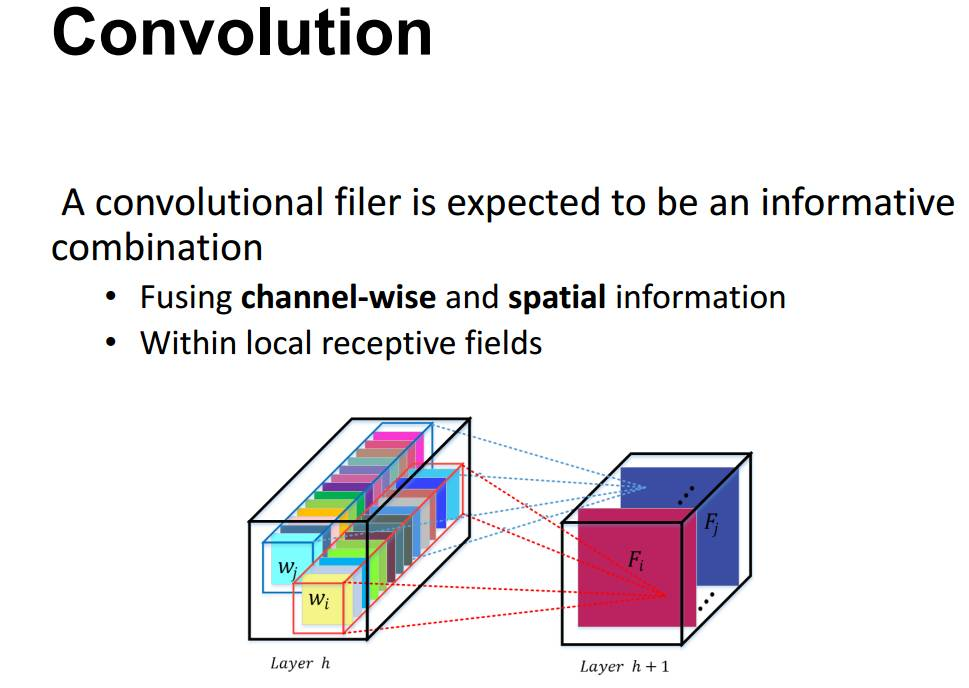 Convolution
A convolutional filer is expected to be an informative
combination
• Fusing channel-wise and spatial information
• Within local receptive fields
w_j
w_i
F_j
F_i
Layer h
Layer h + 1